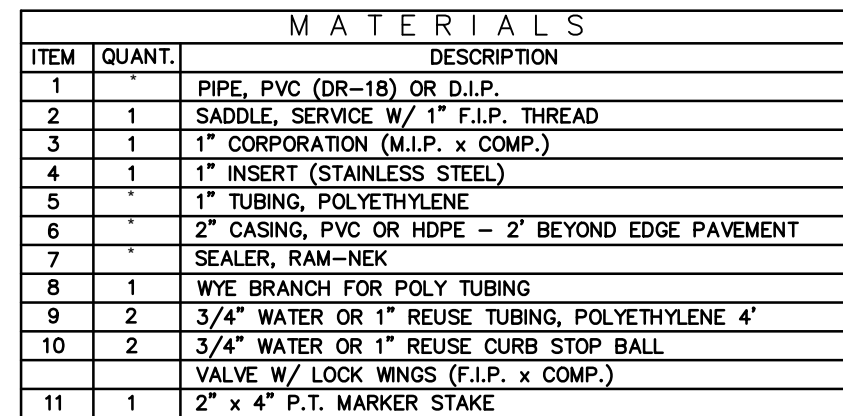 MATERIALS
ITEM QUANT. DESCRIPTION
1 * PIPE, PVC (DR-18) OR D.I.P.
2 1 SADDLE, SERVICE W/ 1" F.I.P. THREAD
3 1 1" CORPORATION (M.I.P. x COMP.)
4 1 1" INSERT (STAINLESS STEEL)
5 * 1" TUBING, POLYETHYLENE
6 * 2" CASING, PVC OR HDPE – 2' BEYOND EDGE PAVEMENT
7 * SEALER, RAM-NEK
8 1 WYE BRANCH FOR POLY TUBING
9 2 3/4" WATER OR 1" REUSE TUBING, POLYETHYLENE 4'
10 2 3/4" WATER OR 1" REUSE CURB STOP BALL
VALVE W/ LOCK WINGS (F.I.P. x COMP.)
11 1 2" x 4" P.T. MARKER STAKE